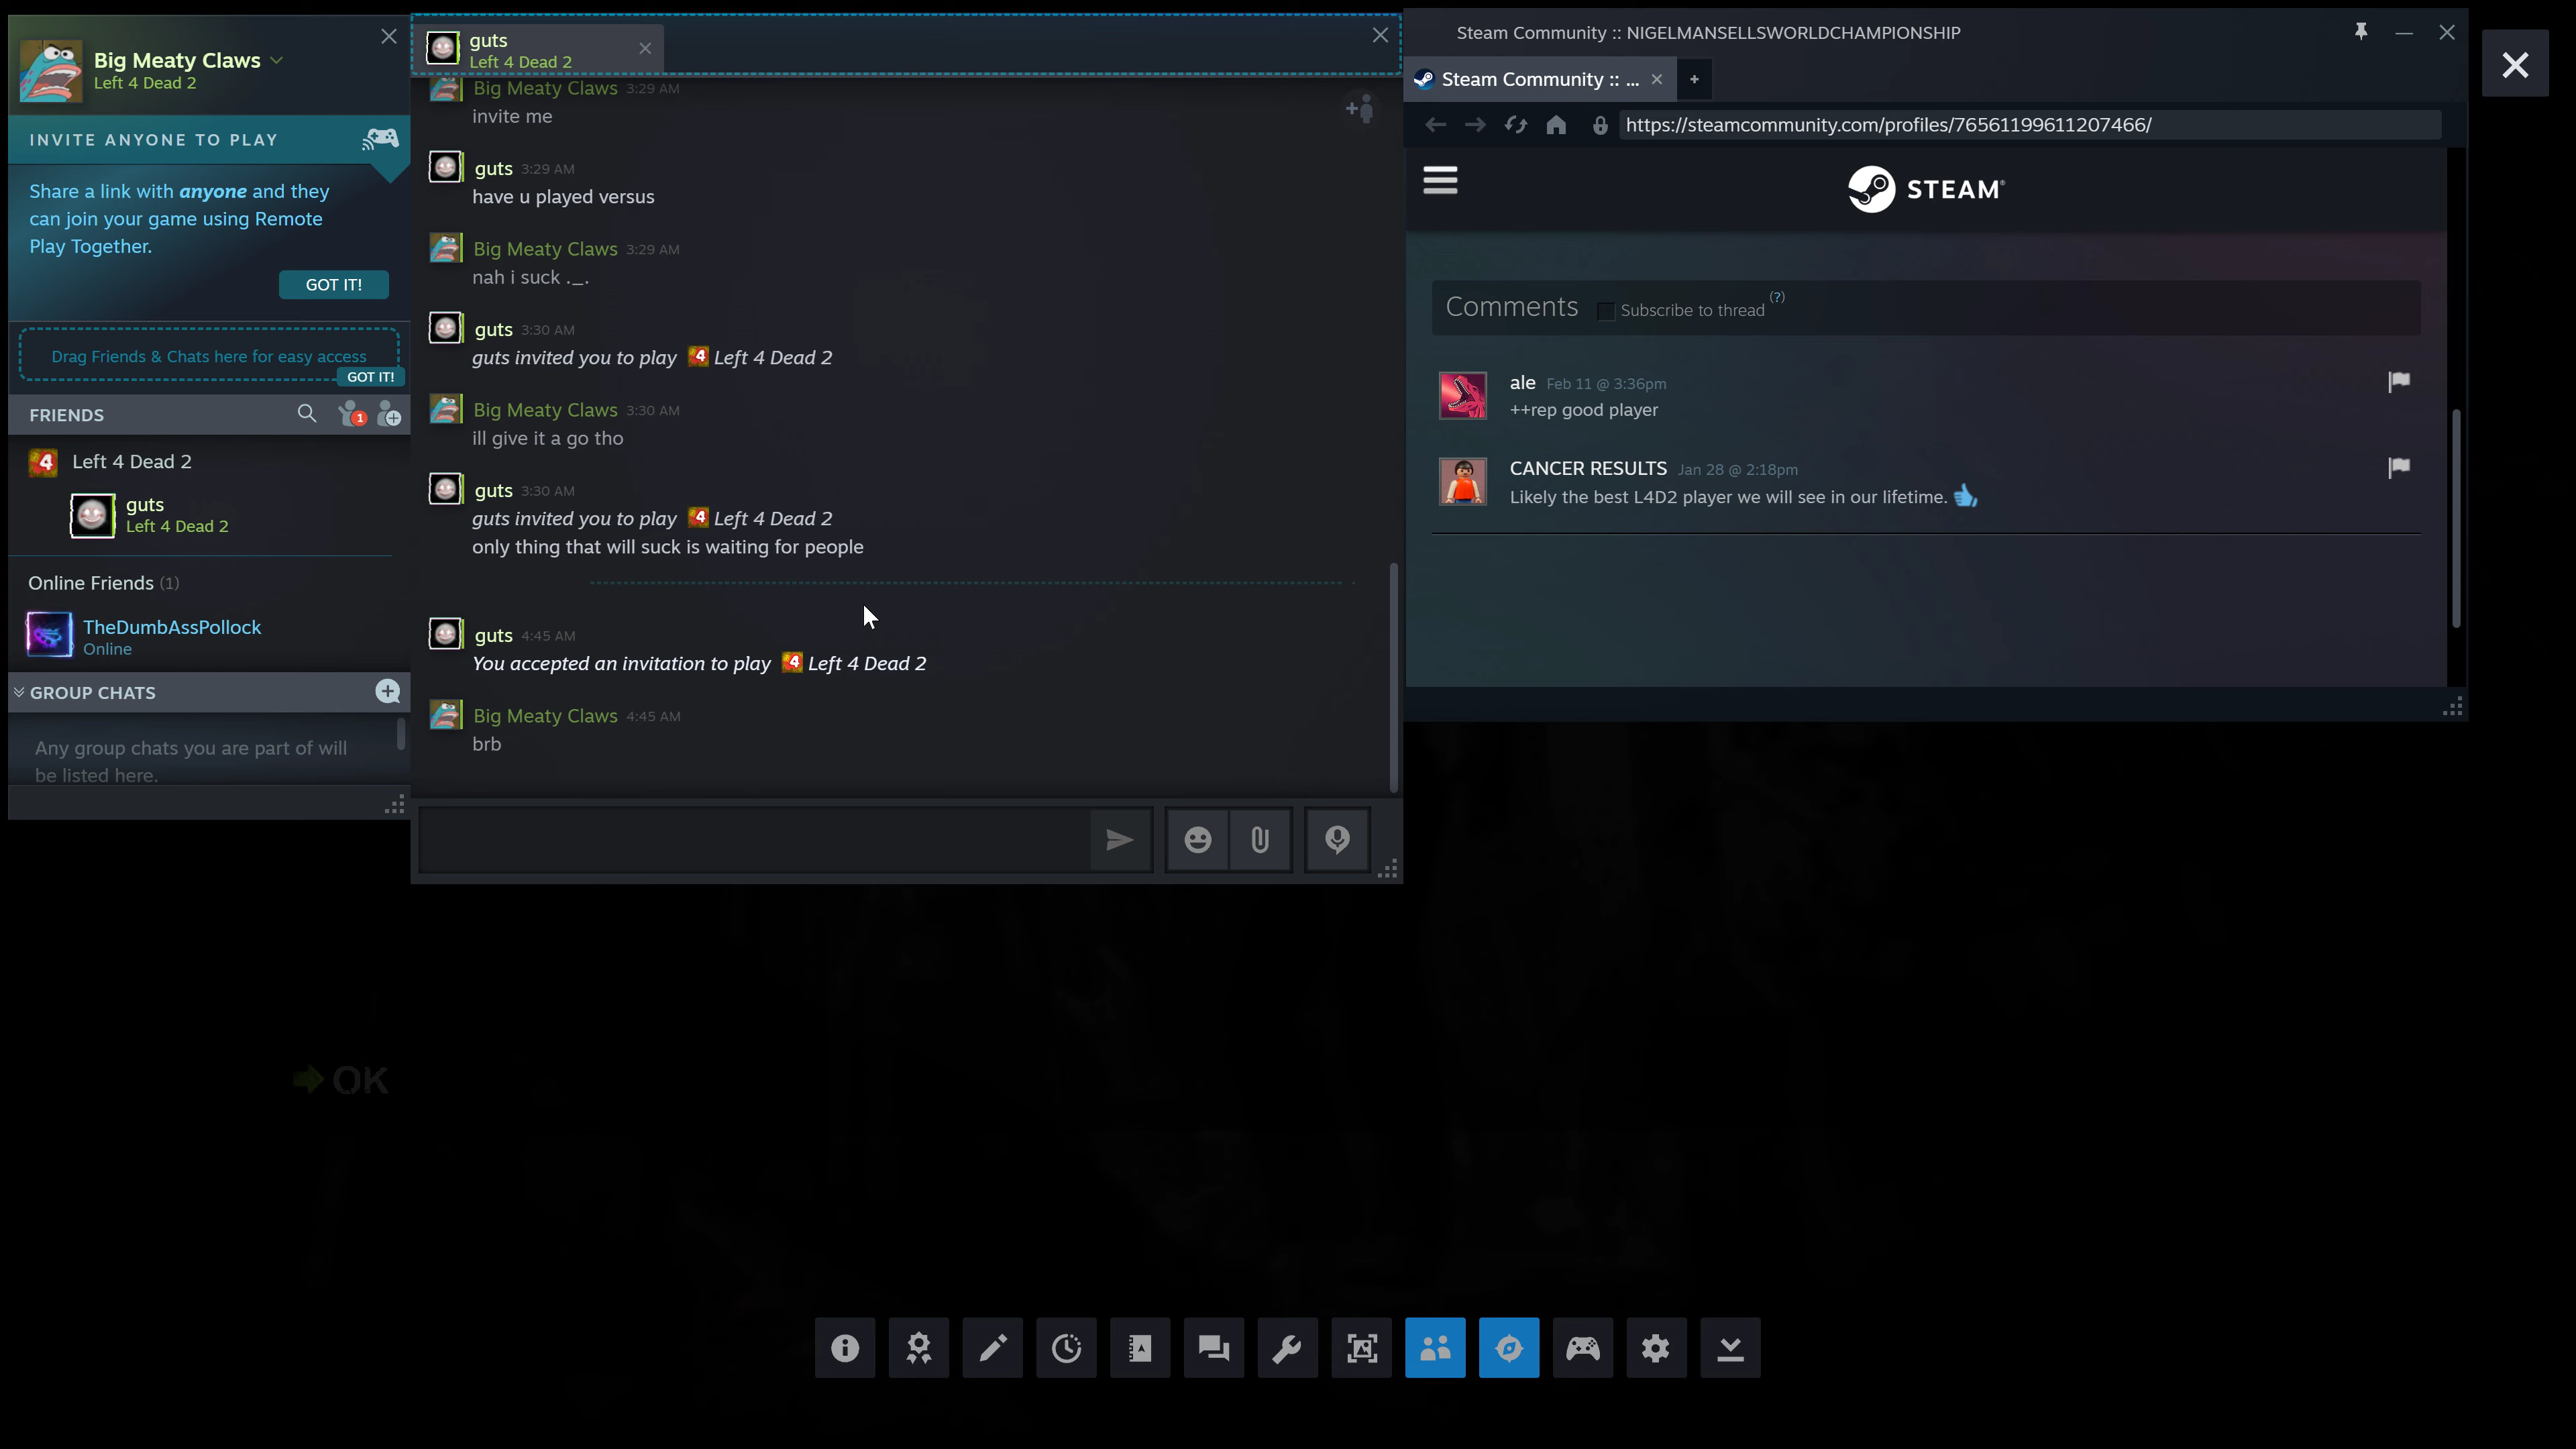 Big Meaty Claws
Left 4 Dead 2
INVITE ANYONE TO PLAY
Share a link with anyone and they
can join your game using Remote
Play Together.
GOT IT!
Drag Friends & Chats here for easy access
GOT IT!
FRIENDS
1
4 Left 4 Dead 2
guts
Left 4 Dead 2
Online Friends (1)
TheDumbAssPollock
Online
GROUP CHATS
Any group chats you are part of will
be listed here.
guts
Left 4 Dead 2
Big Meaty Claws 3:29 AM
invite me
guts 3:29 AM
have u played versus
Big Meaty Claws 3:29 AM
nah i suck ._.
guts 3:30 AM
guts invited you to play 4 Left 4 Dead 2
Big Meaty Claws 3:30 AM
ill give it a go tho
guts 3:30 AM
guts invited you to play 4 Left 4 Dead 2
only thing that will suck is waiting for people
guts 4:45 AM
You accepted an invitation to play 4 Left 4 Dead 2
Big Meaty Claws 4:45 AM
brb
Steam Community :: NIGELMANSELLSWORLDCHAMPIONSHIP
Steam Community :: ...
https://steamcommunity.com/profiles/76561199611207466/
STEAM®
Comments Subscribe to thread (?)
ale Feb 11 @ 3:36pm
++rep good player
CANCER RESULTS Jan 28 @ 2:18pm
Likely the best L4D2 player we will see in our lifetime.
OK